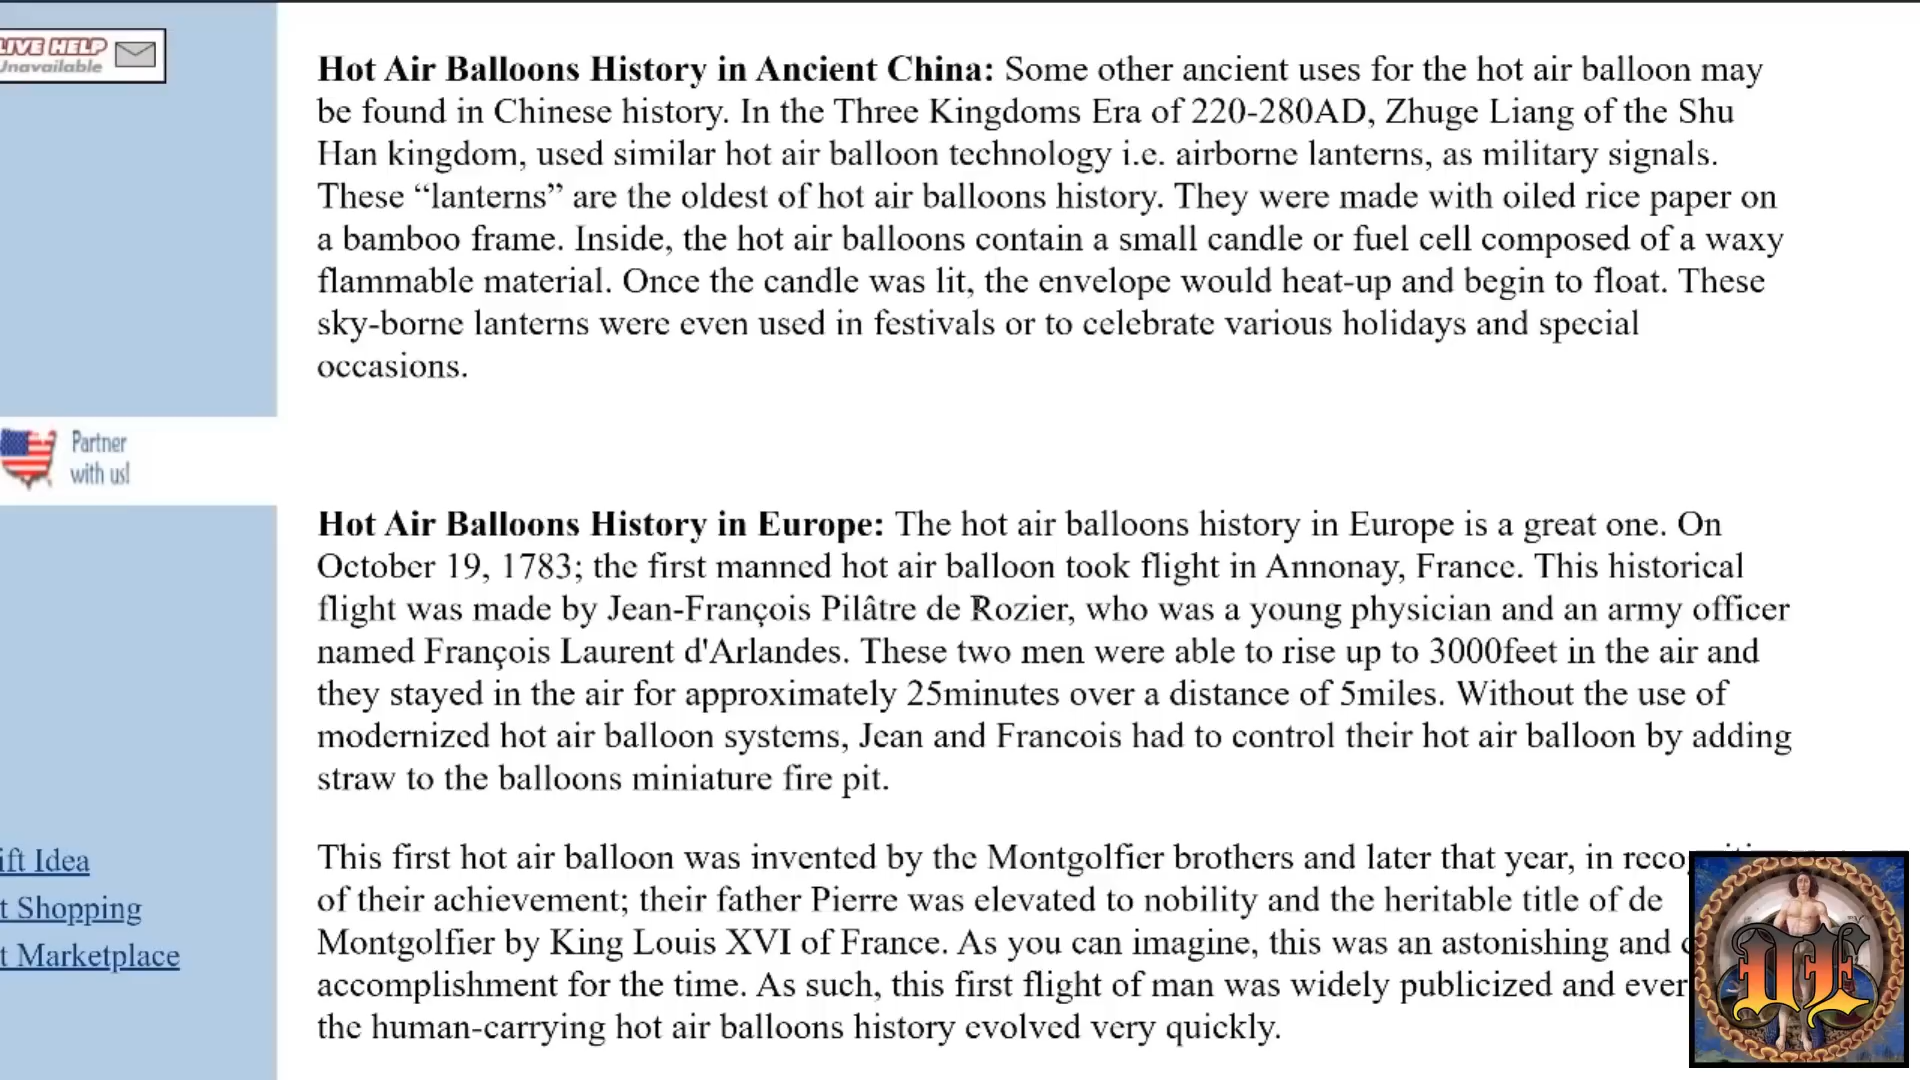 LIVE HELP
Unavailable
Hot Air Balloons History in Ancient China: Some other ancient uses for the hot air balloon may
be found in Chinese history. In the Three Kingdoms Era of 220-280AD, Zhuge Liang of the Shu
Han kingdom, used similar hot air balloon technology i.e. airborne lanterns, as military signals.
These “lanterns” are the oldest of hot air balloons history. They were made with oiled rice paper on
a bamboo frame. Inside, the hot air balloons contain a small candle or fuel cell composed of a waxy
flammable material. Once the candle was lit, the envelope would heat-up and begin to float. These
sky-borne lanterns were even used in festivals or to celebrate various holidays and special
occasions.
Partner
with us!
Hot Air Balloons History in Europe: The hot air balloons history in Europe is a great one. On
October 19, 1783; the first manned hot air balloon took flight in Annonay, France. This historical
flight was made by Jean-François Pilâtre de Rozier, who was a young physician and an army officer
named François Laurent d'Arlandes. These two men were able to rise up to 3000feet in the air and
they stayed in the air for approximately 25minutes over a distance of 5miles. Without the use of
modernized hot air balloon systems, Jean and Francois had to control their hot air balloon by adding
straw to the balloons miniature fire pit.
ift Idea
t Shopping
t Marketplace
This first hot air balloon was invented by the Montgolfier brothers and later that year, in
of their achievement; their father Pierre was elevated to nobility and the heritable title of de
Montgolfier by King Louis XVI of France. As you can imagine, this was an astonishing and
accomplishment for the time. As such, this first flight of man was widely publicized and
the human-carrying hot air balloons history evolved very quickly.